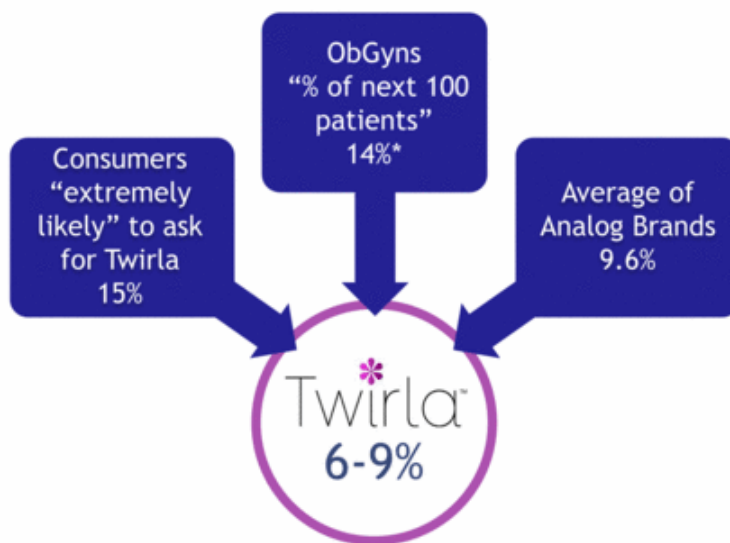 ObGyns
“% of next 100
patients”
14%*
Consumers
“extremely
likely” to ask
for Twirla
15%
Average of
Analog Brands
9.6%
Twirla™
6-9%